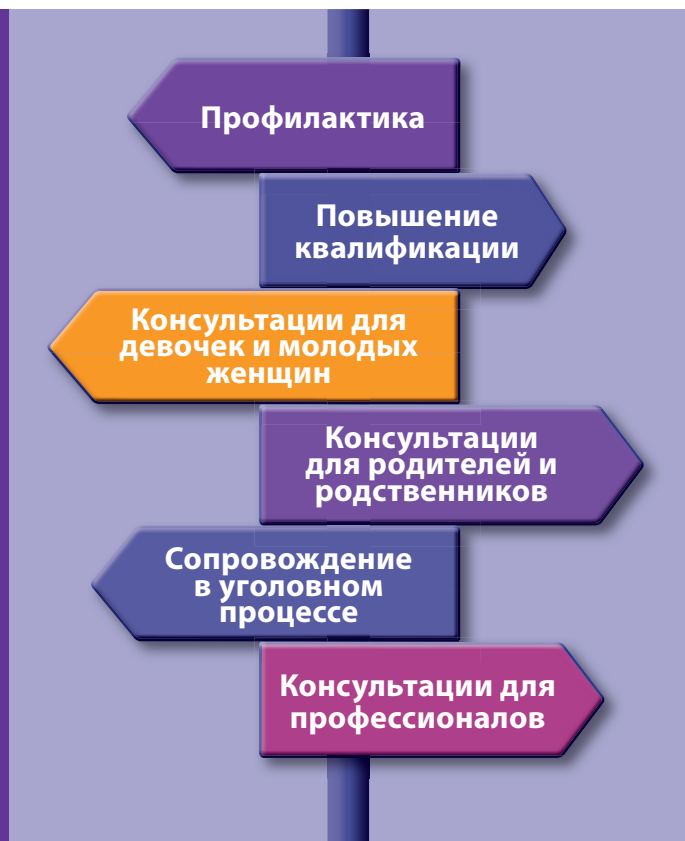 Профилактика
Повышение
квалификации
Консультации для
девочек и молодых
женщин
Консультации
для родителей и
родственников
Сопровождение
в уголовном
процессе
Консультации для
профессионалов